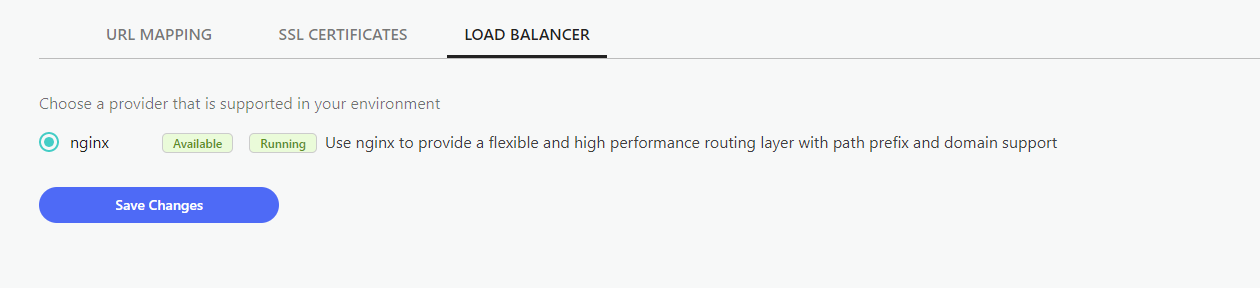 URL MAPPING SSL CERTIFICATES LOAD BALANCER
Choose a provider that is supported in your environment
nginx Available Running Use nginx to provide a flexible and high performance routing layer with path prefix and domain support
Save Changes